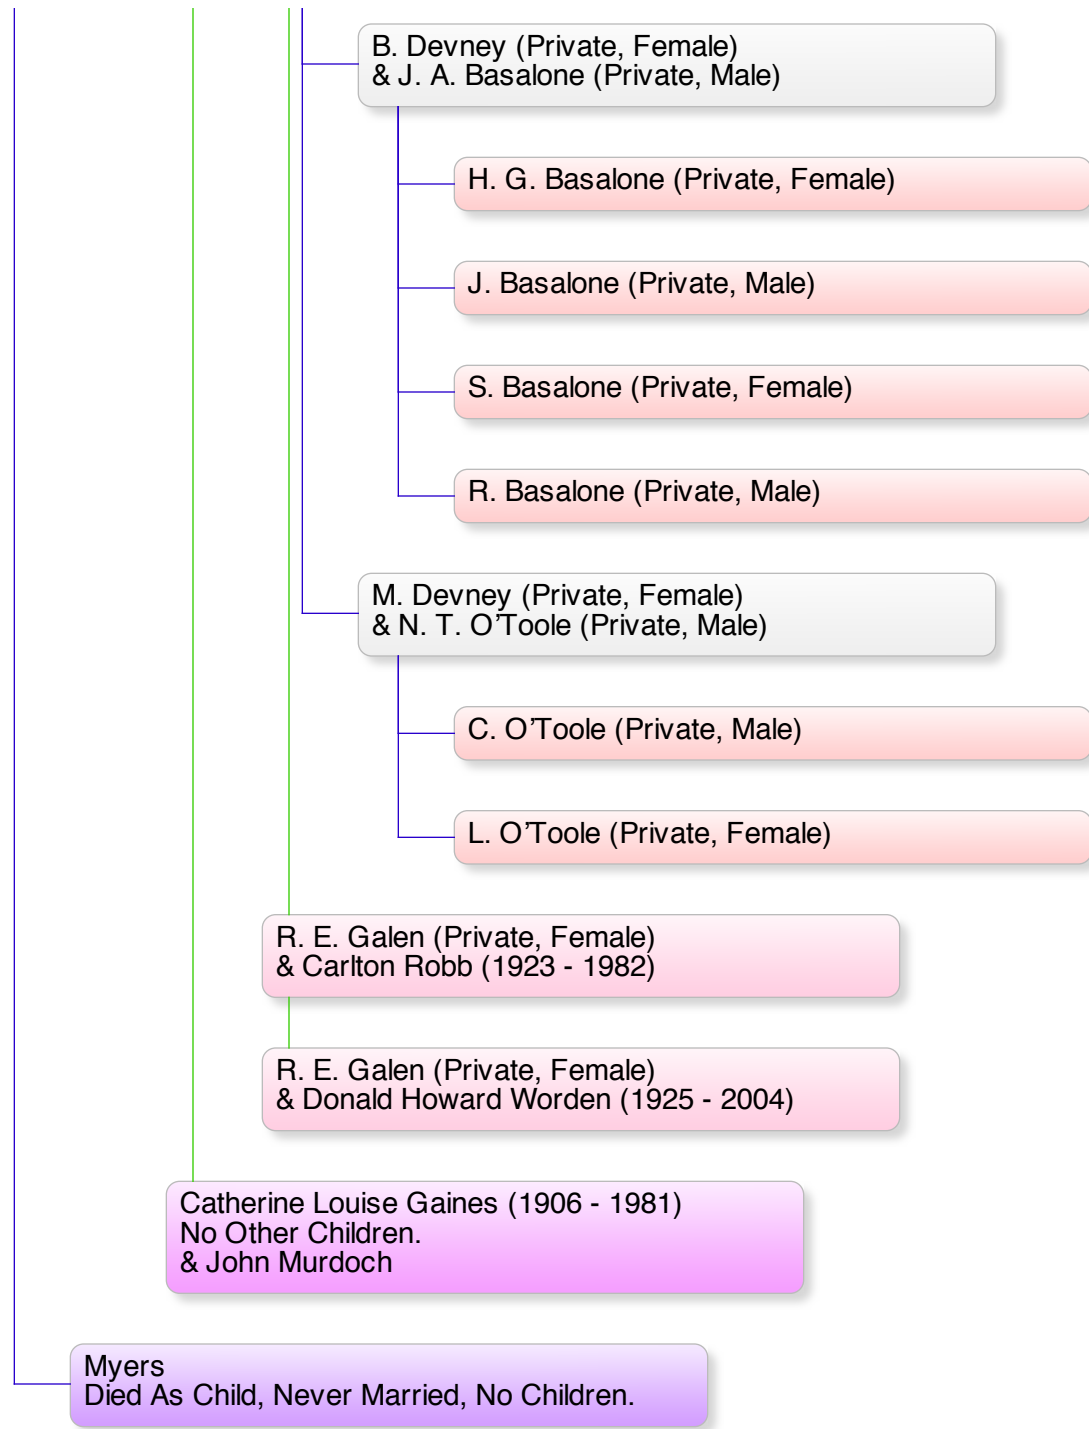 B. Devney (Private, Female)
& J. A. Basalone (Private, Male)
H. G. Basalone (Private, Female)
J. Basalone (Private, Male)
S. Basalone (Private, Female)
R. Basalone (Private, Male)
M. Devney (Private, Female)
& N. T. O’Toole (Private, Male)
C. O’Toole (Private, Male)
L. O’Toole (Private, Female)
R. E. Galen (Private, Female)
& Carlton Robb (1923 - 1982)
R. E. Galen (Private, Female)
& Donald Howard Worden (1925 - 2004)
Catherine Louise Gaines (1906 - 1981)
No Other Children.
& John Murdoch
Myers
Died As Child, Never Married, No Children.